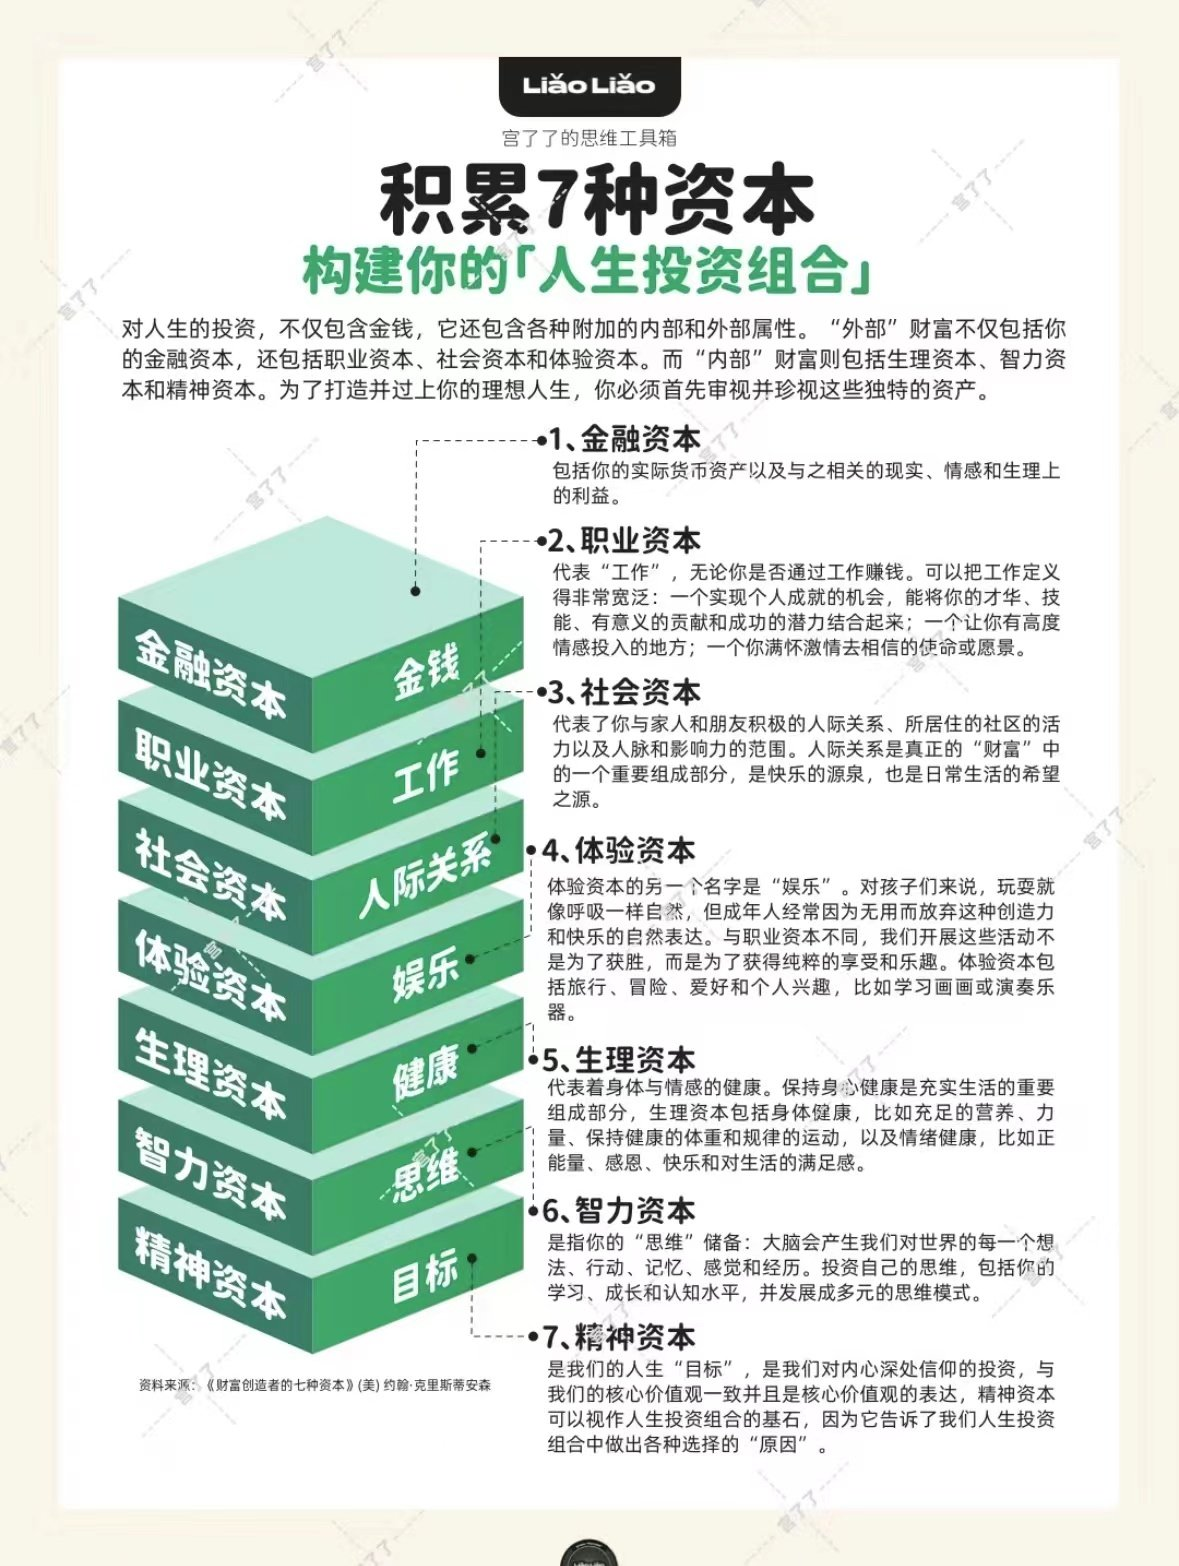 Liǎo Liǎo
宫了了的思维工具箱
积累7种资本
构建你的「人生投资组合」
对人生的投资，不仅包含金钱，它还包含各种附加的内部和外部属性。“外部”财富不仅包括你
的金融资本，还包括职业资本、社会资本和体验资本。而“内部”财富则包括生理资本、智力资
本和精神资本。为了打造并过上你的理想人生，你必须首先审视并珍视这些独特的资产。
1、金融资本
包括你的实际货币资产以及与之相关的现实、情感和生理上
的利益。
2、职业资本
代表“工作”，无论你是否通过工作赚钱。可以把工作定义
得非常宽泛：一个实现个人成就的机会，能将你的才华、技
能、有意义的贡献和成功的潜力结合起来；一个让你有高度
情感投入的地方；一个你满怀激情去相信的使命或愿景。
3、社会资本
代表了你与家人和朋友积极的人际关系、所居住的社区的活
力以及人脉和影响力的范围。人际关系是真正的“财富”中
的一个重要组成部分，是快乐的源泉，也是日常生活的希望
之源。
4、体验资本
体验资本的另一个名字是“娱乐”。对孩子们来说，玩耍就
像呼吸一样自然，但成年人经常因为无用而放弃这种创造力
和快乐的自然表达。与职业资本不同，我们开展这些活动不
是为了获胜，而是为了获得纯粹的享受和乐趣。体验资本包
括旅行、冒险、爱好和个人兴趣，比如学习画画或演奏乐
器。
5、生理资本
代表着身体与情感的健康。保持身心健康是充实生活的重要
组成部分，生理资本包括身体健康，比如充足的营养、力
量、保持健康的体重和规律的运动，以及情绪健康，比如正
能量、感恩、快乐和对生活的满足感。
6、智力资本
是指你的“思维”储备：大脑会产生我们对世界的每一个想
法、行动、记忆、感觉和经历。投资自己的思维，包括你的
学习、成长和认知水平，并发展成多元的思维模式。
7、精神资本
是我们的人生“目标”，是我们对内心深处信仰的投资，与
我们的核心价值观一致并且是核心价值观的表达，精神资本
可以视作人生投资组合的基石，因为它告诉了我们人生投资
组合中做出各种选择的“原因”。
金融资本 金钱
职业资本 工作
社会资本 人际关系
体验资本 娱乐
生理资本 健康
智力资本 思维
精神资本 目标
资料来源：《财富创造者的七种资本》(美) 约翰·克里斯蒂安森
宫了了